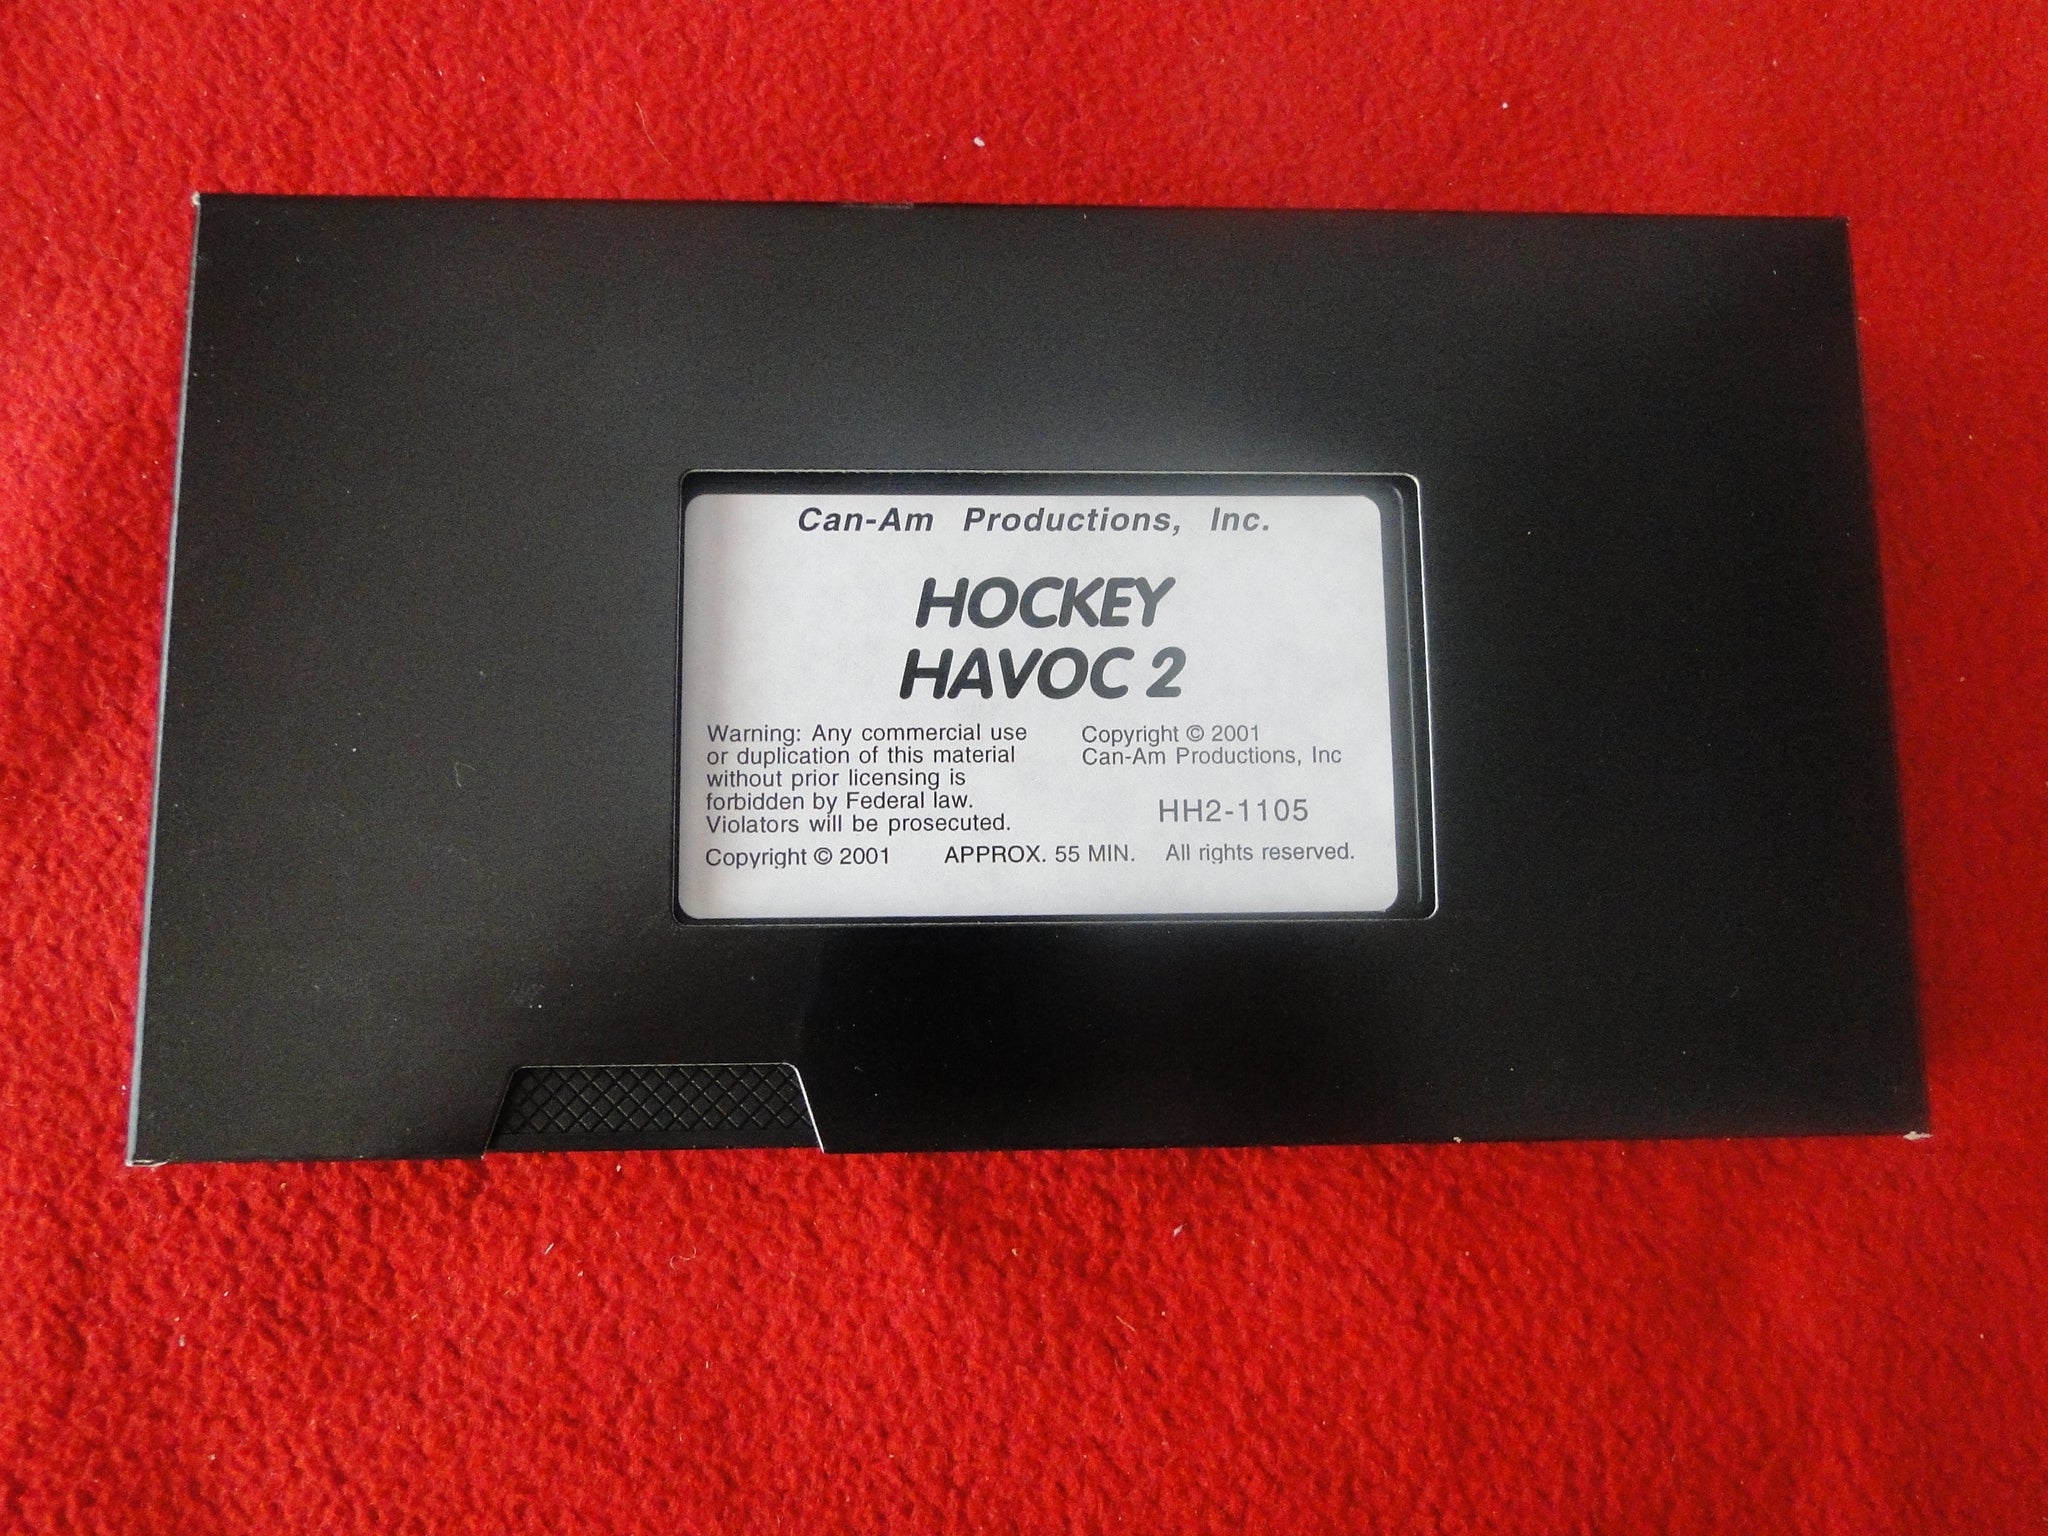 Can-Am Productions, Inc.
HOCKEY
HAVOC 2
Warning: Any commercial use
or duplication of this material
without prior licensing is
forbidden by Federal law.
Violators will be prosecuted.
Copyright © 2001
Can-Am Productions, Inc
HH2-1105
Copyright © 2001 APPROX. 55 MIN. All rights reserved.